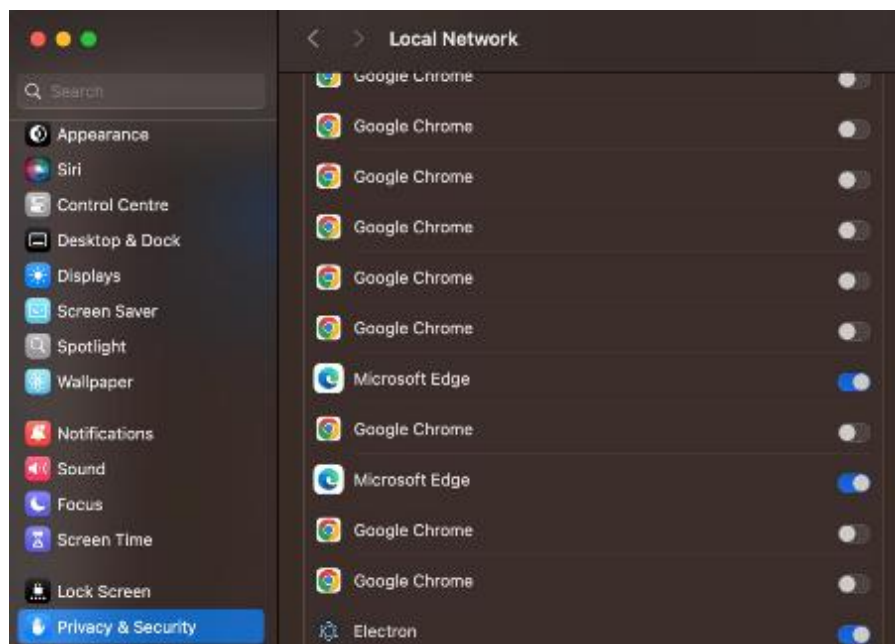 Local Network
Search
Appearance
Siri
Control Centre
Desktop & Dock
Displays
Screen Saver
Spotlight
Wallpaper
Notifications
Sound
Focus
Screen Time
Lock Screen
Privacy & Security
Google Chrome
Google Chrome
Google Chrome
Google Chrome
Google Chrome
Google Chrome
Microsoft Edge
Google Chrome
Microsoft Edge
Google Chrome
Google Chrome
Electron